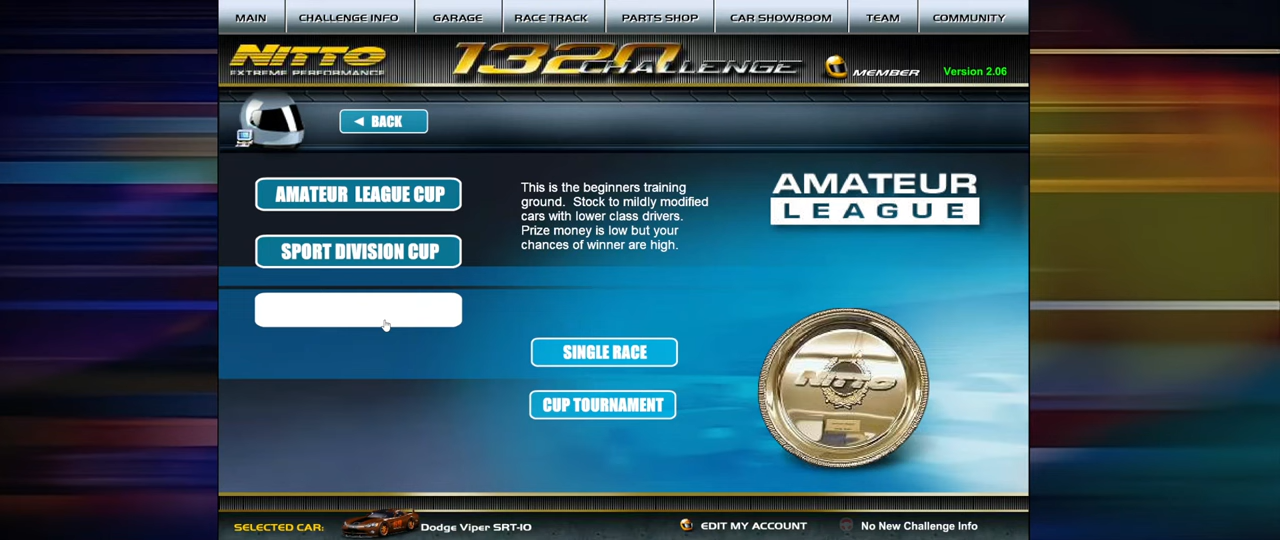 MAIN
CHALLENGE INFO
GARAGE
RACE TRACK
PARTS SHOP
CAR SHOWROOM
TEAM
COMMUNITY
NITTO
EXTREME PERFORMANCE
1320 CHALLENGE
MEMBER
Version 2.06
BACK
AMATEUR LEAGUE CUP
SPORT DIVISION CUP
This is the beginners training
ground. Stock to mildly modified
cars with lower class drivers.
Prize money is low but your
chances of winner are high.
AMATEUR
LEAGUE
SINGLE RACE
CUP TOURNAMENT
NITTO
SELECTED CAR:
Dodge Viper SRT-10
EDIT MY ACCOUNT
No New Challenge Info